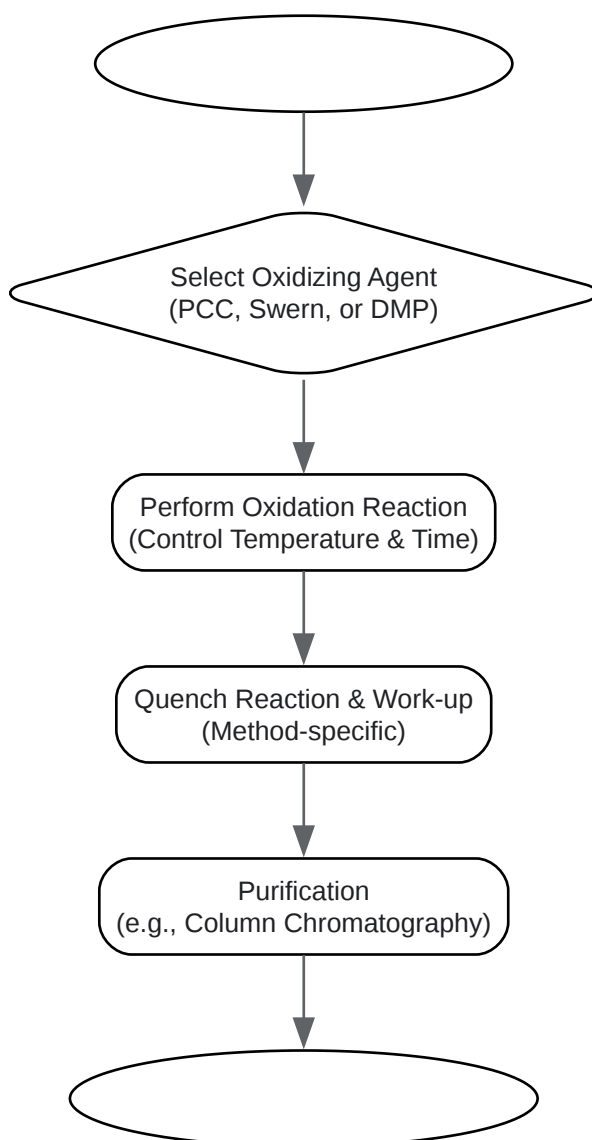 Select Oxidizing Agent
(PCC, Swern, or DMP)
Perform Oxidation Reaction
(Control Temperature & Time)
Quench Reaction & Work-up
(Method-specific)
Purification
(e.g., Column Chromatography)